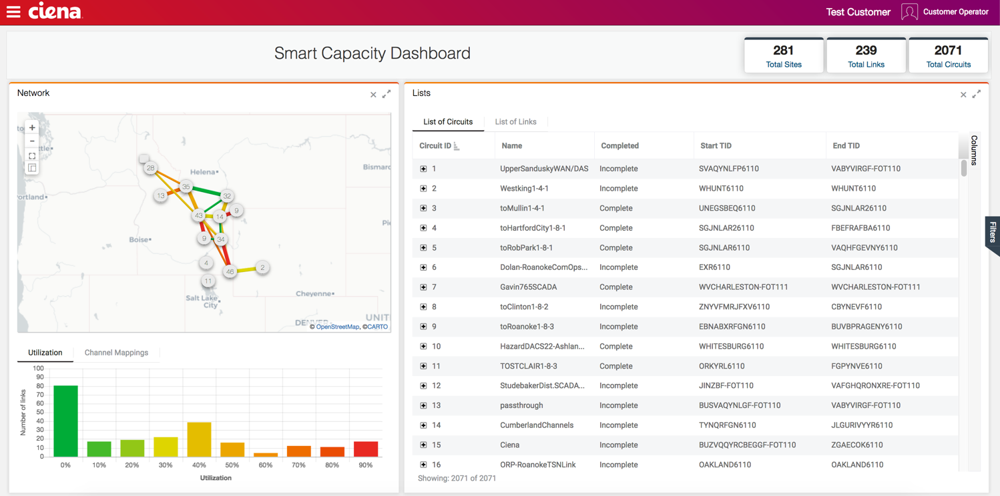 ciena
Test Customer
Customer Operator
Smart Capacity Dashboard
281
Total Sites
239
Total Links
2071
Total Circuits
Network
+
−
Helena
Bismarc
ortland
Boise
Salt Lake
City
Cheyenne
DENVER
UNIT
28
35
13
32
9
43
14
9
34
4
46
2
11
© OpenStreetMap, ©CARTO
Utilization
Channel Mappings
Number of links
100
90
80
70
60
50
40
30
20
10
0
0% 10% 20% 30% 40% 50% 60% 70% 80% 90%
Utilization
Lists
List of Circuits
List of Links
Circuit ID Name Completed Start TID End TID
1 UpperSanduskyWAN/DAS Incomplete SVAQYNLFP6110 VABYVIRGF-FOT110
2 Westking1-4-1 Incomplete WHUNT6110 WHUNT6110
3 toMullin1-4-1 Complete UNEGSBEQ6110 SGJNLAR26110
4 toHartfordCity1-8-1 Complete SGJNLAR26110 FBEFRAFBA6110
5 toRobPark1-8-1 Complete SGJNLAR6110 VAQHFGEVNY6110
6 Dolan-RoanokeComOps... Incomplete EXR6110 SGJNLAR6110
7 Gavin765SCADA Complete WVCHARLESTON-FOT111 WVCHARLESTON-FOT111
8 toClinton1-8-2 Incomplete ZNYVFMRJFXV6110 CBYNEVF6110
9 toRoanoke1-8-3 Incomplete EBNABXRFGN6110 BUVBPRAGENY6110
10 HazardDACS22-Ashlan... Complete WHITESBURG6110 WHITESBURG6110
11 TOSTCLAIR1-8-3 Complete ORKYRL6110 FGPYNVE6110
12 StudebakerDist.SCADA... Incomplete JINZBF-FOT110 VAFGHQRONXRE-FOT110
13 passthrough Incomplete BUSVAQYNLGF-FOT110 VABYVIRGF-FOT110
14 CumberlandChannels Incomplete TYNQRFGN6110 JLGURIVYYR6110
15 Ciena Incomplete BUZVQQYRCBEGGF-FOT110 ZGAECOK6110
16 ORP-RoanokeTSNLink Incomplete OAKLAND6110 OAKLAND6110
Showing: 2071 of 2071
Columns
Filters